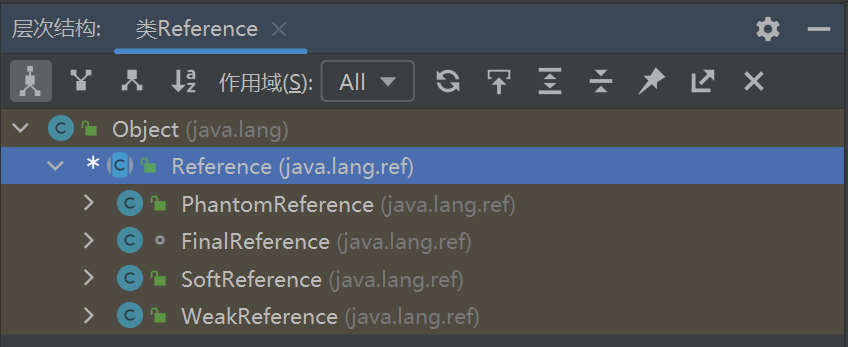 层次结构: 类Reference
作用域(S): All
Object (java.lang)
* Reference (java.lang.ref)
PhantomReference (java.lang.ref)
FinalReference (java.lang.ref)
SoftReference (java.lang.ref)
WeakReference (java.lang.ref)